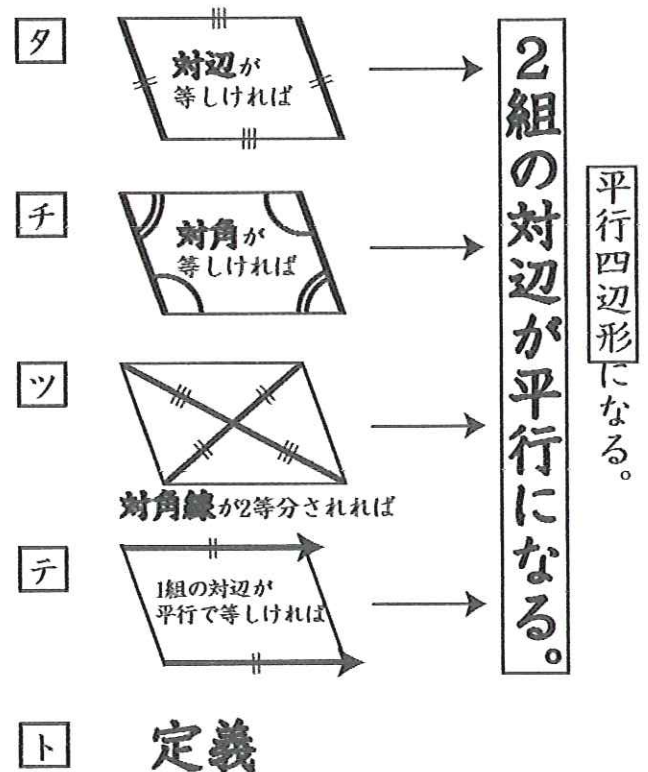 タ
対辺が
等しければ
チ
対角が
等しければ
ツ
対角線が2等分されれば
テ
1組の対辺が
平行で等しければ
ト
定義
2組の対辺が平行になる。
平行四辺形になる。